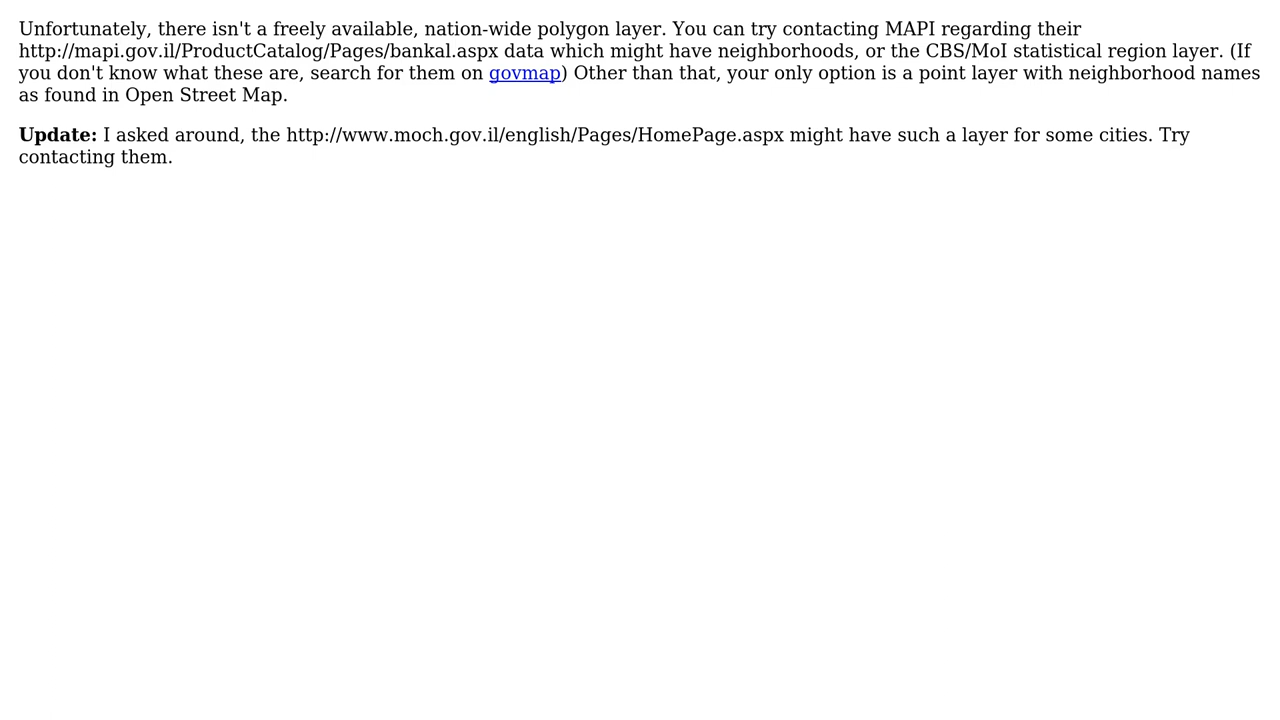 Unfortunately, there isn't a freely available, nation-wide polygon layer. You can try contacting MAPI regarding their
http://mapi.gov.il/ProductCatalog/Pages/bankal.aspx data which might have neighborhoods, or the CBS/MoI statistical region layer. (If
you don't know what these are, search for them on govmap) Other than that, your only option is a point layer with neighborhood names
as found in Open Street Map.
Update: I asked around, the http://www.moch.gov.il/english/Pages/HomePage.aspx might have such a layer for some cities. Try
contacting them.